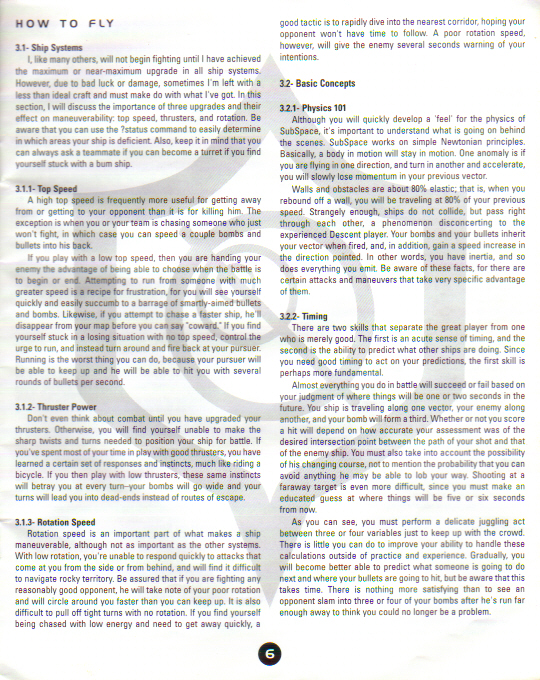 HOW TO FLY
3.1- Ship Systems
I, like many others, will not begin fighting until I have achieved
the maximum or near-maximum upgrade in all ship systems.
However, due to bad luck or damage, sometimes I'm left with a
less than ideal craft and must make do with what I've got. In this
section, I will discuss the importance of three upgrades and their
effect on maneuverability: top speed, thrusters, and rotation. Be
aware that you can use the ?status command to easily determine
in which areas your ship is deficient. Also, keep it in mind that you
can always ask a teammate if you can become a turret if you find
yourself stuck with a bum ship.
3.1.1- Top Speed
A high top speed is frequently more useful for getting away
from or getting to your opponent than it is for killing him. The
exception is when you or your team is chasing someone who just
won't fight, in which case you can speed a couple bombs and
bullets into his back.
If you play with a low top speed, then you are handing your
enemy the advantage of being able to choose when the battle is
to begin or end. Attempting to run from someone with much
greater speed is a recipe for frustration, for you will see yourself
quickly and easily succumb to a barrage of smartly-aimed bullets
and bombs. Likewise, if you attempt to chase a faster ship, he'll
disappear from your map before you can say "coward." If you find
yourself stuck in a losing situation with no top speed, control the
urge to run, and instead turn around and fire back at your pursuer.
Running is the worst thing you can do, because your pursuer will
be able to keep up and he will be able to hit you with several
rounds of bullets per second.
3.1.2- Thruster Power
Don't even think about combat until you have upgraded your
thrusters. Otherwise, you will find yourself unable to make the
sharp twists and turns needed to position your ship for battle. If
you've spent most of your time in play with good thrusters, you have
learned a certain set of responses and instincts, much like riding a
bicycle. If you then play with low thrusters, these same instincts
will betray you at every turn–your bombs will go wide and your
turns will lead you into dead-ends instead of routes of escape.
3.1.3- Rotation Speed
Rotation speed is an important part of what makes a ship
maneuverable, although not as important as the other systems.
With low rotation, you're unable to respond quickly to attacks that
come at you from the side or from behind, and will find it difficult
to navigate rocky territory. Be assured that if you are fighting any
reasonably good opponent, he will take note of your poor rotation
and will circle around you faster than you can keep up. It is also
difficult to pull off tight turns with no rotation. If you find yourself
being chased with low energy and need to get away quickly, a
good tactic is to rapidly dive into the nearest corridor, hoping your
opponent won't have time to follow. A poor rotation speed,
however, will give the enemy several seconds warning of your
intentions.
3.2- Basic Concepts
3.2.1- Physics 101
Although you will quickly develop a 'feel' for the physics of
SubSpace, it's important to understand what is going on behind
the scenes. SubSpace works on simple Newtonian principles.
Basically, a body in motion will stay in motion. One anomaly is if
you are flying in one direction, and turn in another and accelerate,
you will slowly lose momentum in your previous vector.
Walls and obstacles are about 80% elastic; that is, when you
rebound off a wall, you will be traveling at 80% of your previous
speed. Strangely enough, ships do not collide, but pass right
through each other, a phenomenon disconcerting to the
experienced Descent player. Your bombs and your bullets inherit
your vector when fired, and, in addition, gain a speed increase in
the direction pointed. In other words, you have inertia, and so
does everything you emit. Be aware of these facts, for there are
certain attacks and maneuvers that take very specific advantage
of them.
3.2.2- Timing
There are two skills that separate the great player from one
who is merely good. The first is an acute sense of timing, and the
second is the ability to predict what other ships are doing. Since
you need good timing to act on your predictions, the first skill is
perhaps more fundamental.
Almost everything you do in battle will succeed or fail based on
your judgment of where things will be one or two seconds in the
future. You ship is traveling along one vector, your enemy along
another, and your bomb will form a third. Whether or not you score
a hit will depend on how accurate your assessment was of the
desired intersection point between the path of your shot and that
of the enemy ship. You must also take into account the possibility
of his changing course, not to mention the probability that you can
avoid anything he may be able to lob your way. Shooting at a
faraway target is even more difficult, since you must make an
educated guess at where things will be five or six seconds
from now.
As you can see, you must perform a delicate juggling act
between three or four variables just to keep up with the crowd.
There is little you can do to improve your ability to handle these
calculations outside of practice and experience. Gradually, you
will become better able to predict what someone is going to do
next and where your bullets are going to hit, but be aware that this
takes time. There is nothing more satisfying than to see an
opponent slam into three or four of your bombs after he's run far
enough away to think you could no longer be a problem.
6